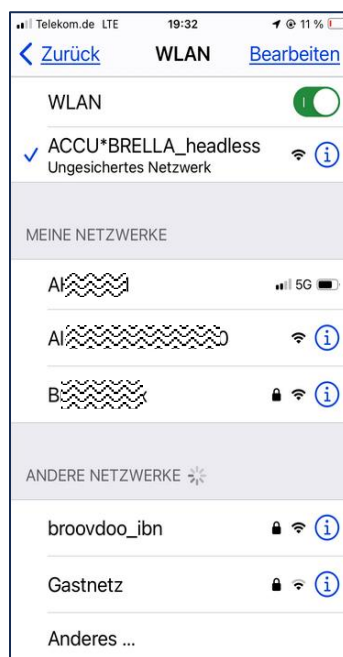 Telekom.de LTE 19:32 11 %
Zurück WLAN Bearbeiten
WLAN
ACCU*BRELLA_headless
Ungesichertes Netzwerk
MEINE NETZWERKE
5G
ANDERE NETZWERKE
broovdoo_ibn
Gastnetz
Anderes ...